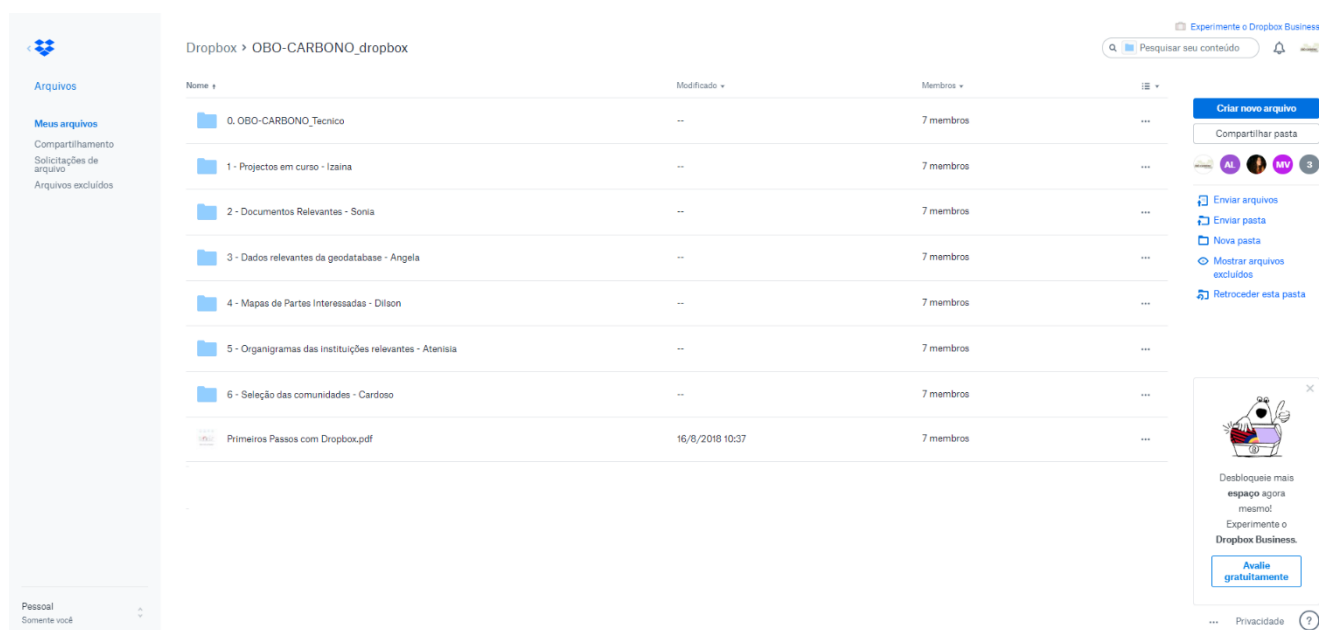 Experimente o Dropbox Business
Dropbox > OBO-CARBONO_dropbox
Pesquisar seu conteúdo
Arquivos
Meus arquivos
Compartilhamento
Solicitações de
arquivo
Arquivos excluídos
Nome Modificado Membros
0. OBO-CARBONO_Tecnico -- 7 membros ...
1 - Projectos em curso - Izaina -- 7 membros ...
2 - Documentos Relevantes - Sonia -- 7 membros ...
3 - Dados relevantes da geodatabase - Angela -- 7 membros ...
4 - Mapas de Partes Interessadas - Dilson -- 7 membros ...
5 - Organigramas das instituições relevantes - Atenisia -- 7 membros ...
6 - Seleção das comunidades - Cardoso -- 7 membros ...
Primeiros Passos com Dropbox.pdf 16/8/2018 10:37 7 membros ...
Criar novo arquivo
Compartilhar pasta
AL MV 3
Enviar arquivos
Enviar pasta
Nova pasta
Mostrar arquivos
excluídos
Retroceder esta pasta
Desbloqueie mais
espaço agora
mesmo!
Experimente o
Dropbox Business.
Avalie
gratuitamente
Pessoal
Somente você
... Privacidade ?